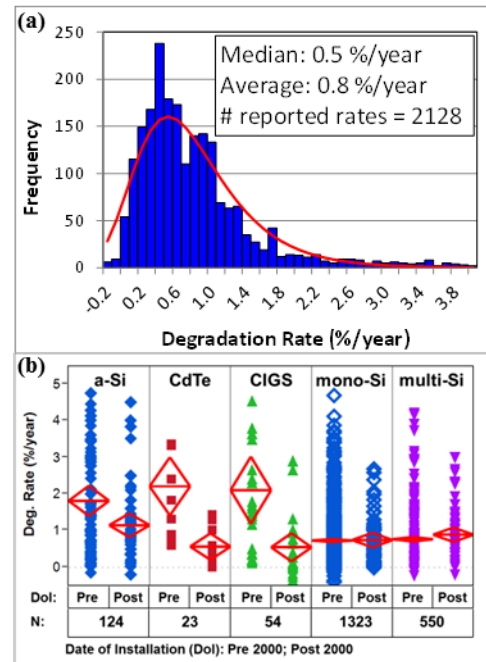 (a)
Median: 0.5 %/year
Average: 0.8 %/year
# reported rates = 2128
250
200
150
100
50
0
Frequency
-0.2 0.2 0.6 1.0 1.4 1.8 2.2 2.6 3.0 3.4 3.8
Degradation Rate (%/year)
(b)
a-Si CdTe CIGS mono-Si multi-Si
5
4
3
2
1
0
Deg. Rate (%/year)
DoI: Pre Post Pre Post Pre Post Pre Post Pre Post
N: 124 23 54 1323 550
Date of Installation (DoI): Pre 2000; Post 2000